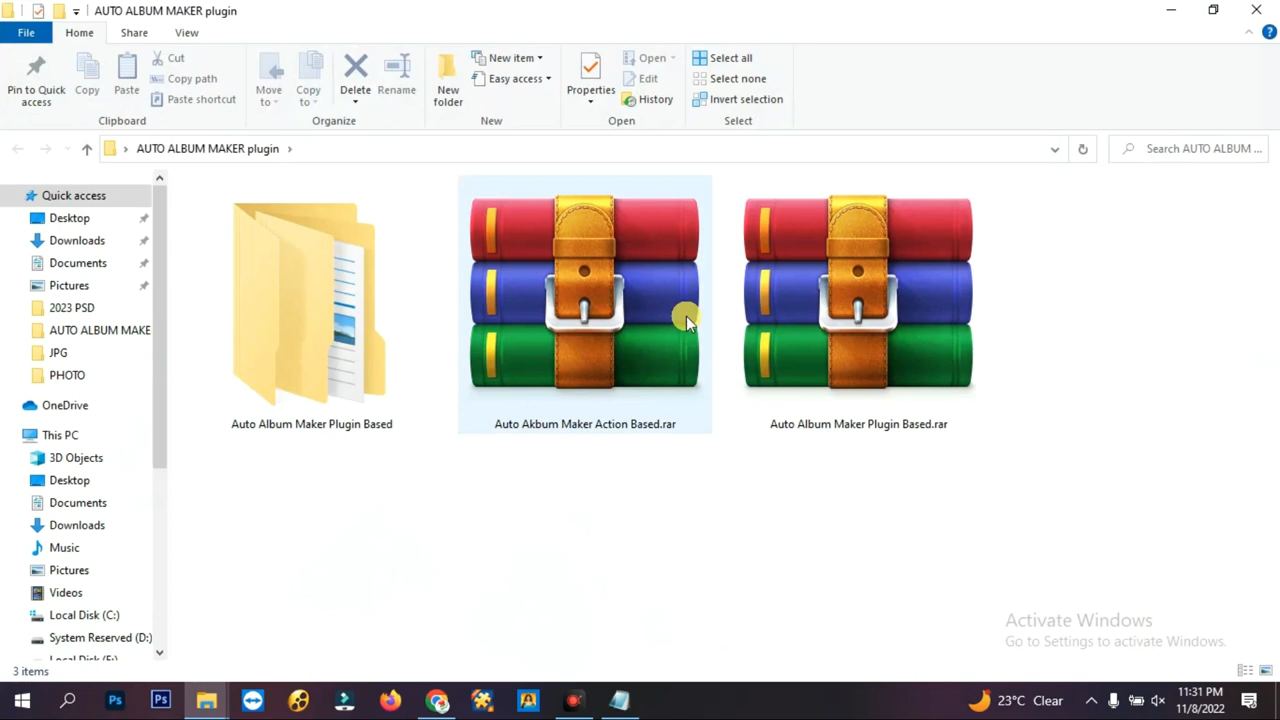 AUTO ALBUM MAKER plugin
File
Home
Share
View
Pin to Quick access
Copy
Paste
Cut
Copy path
Paste shortcut
Clipboard
Move to
Copy to
Delete
Rename
Organize
New folder
New item
Easy access
New
Properties
Open
Edit
History
Open
Select all
Select none
Invert selection
Select
AUTO ALBUM MAKER plugin
Search AUTO ALBUM ...
Quick access
Desktop
Downloads
Documents
Pictures
2023 PSD
AUTO ALBUM MAKE
JPG
PHOTO
OneDrive
This PC
3D Objects
Desktop
Documents
Downloads
Music
Pictures
Videos
Local Disk (C:)
System Reserved (D:)
Auto Album Maker Plugin Based
Auto Akbum Maker Action Based.rar
Auto Album Maker Plugin Based.rar
Activate Windows
Go to Settings to activate Windows.
3 items
Ps
Ps
23°C Clear
11:31 PM
11/8/2022